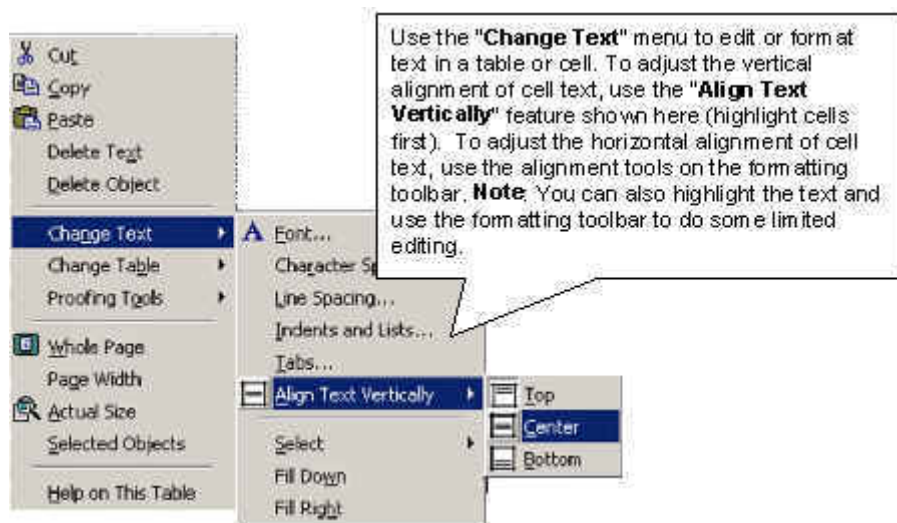 Cut
Copy
Paste
Delete Text
Delete Object
Change Text
Change Table
Proofing Tools
Whole Page
Page Width
Actual Size
Selected Objects
Help on This Table
Font...
Character
Line Spacing...
Indents and Lists...
Tabs...
Align Text Vertically
Select
Fill Down
Fill Right
Top
Center
Bottom
Use the "Change Text" menu to edit or format
text in a table or cell. To adjust the vertical
alignment of cell text, use the "Align Text
Vertically" feature shown here (highlight cells
first). To adjust the horizontal alignment of cell
text, use the alignment tools on the formatting
toolbar. Note: You can also highlight the text and
use the formatting toolbar to do some limited
editing.